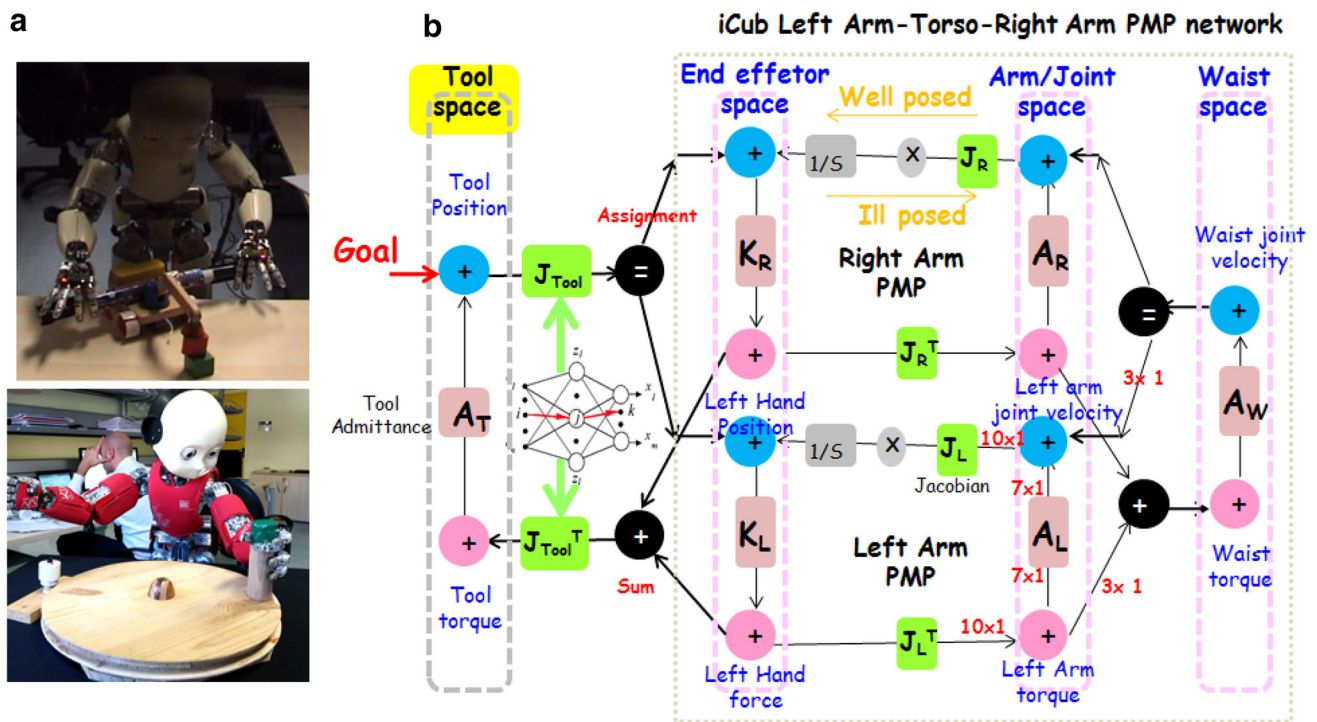 a
b
iCub Left Arm-Torso-Right Arm PMP network
Tool
space
End effetor
space
Well posed
Arm/Joint
space
Waist
space
1/S
X
J_R
Ill posed
Tool
Position
Assignment
Goal
+
J_Tool
=
K_R
Right Arm
PMP
A_R
Waist joint
velocity
=
+
+
J_R^T
+
3x 1
Left Hand
Position
Left arm
joint velocity
Tool
Admittance
A_T
z_l
i
j
k
z_l
x_l
x_m
+
1/S
X
J_L
10x1
+
A_W
Jacobian
7x1
K_L
Left Arm
PMP
A_L
7x1
3x 1
+
+
+
J_Tool^T
+
Sum
Waist
torque
Tool
torque
+
J_L^T
10x1
+
Left Hand
force
Left Arm
torque